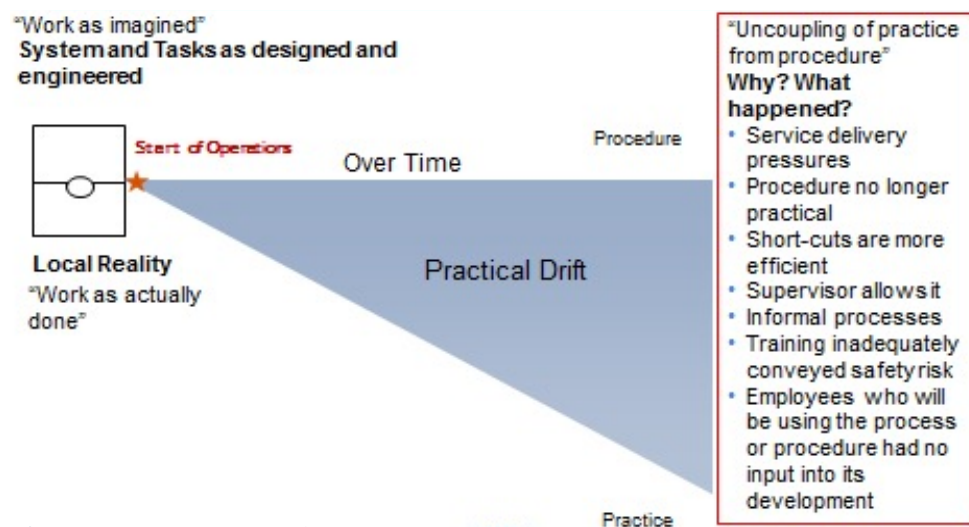 “Work as imagined”
System and Tasks as designed and
engineered
Start of Operations
Procedure
Over Time
Local Reality
“Work as actually
done”
Practical Drift
Practice
“Uncoupling of practice
from procedure”
Why? What
happened?
• Service delivery
pressures
• Procedure no longer
practical
• Short-cuts are more
efficient
• Supervisor allows it
• Informal processes
• Training inadequately
conveyed safety risk
• Employees who will
be using the process
or procedure had no
input into its
development